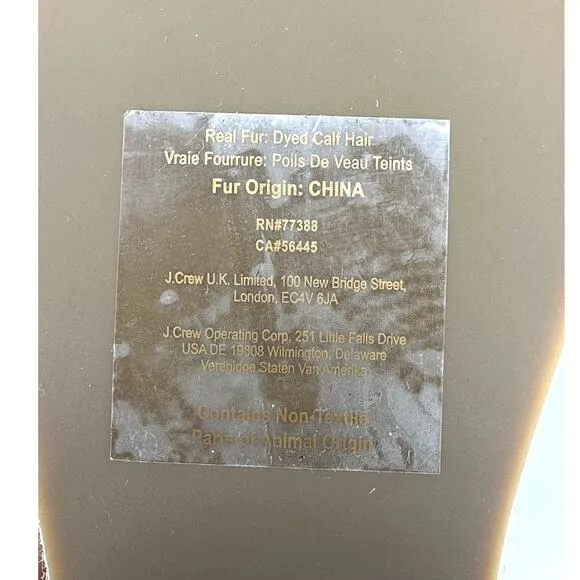 Real Fur: Dyed Calf Hair
Vraie Fourrure: Poils De Veau Teints
Fur Origin: CHINA
RN#77388
CA#56445
J.Crew U.K. Limited, 100 New Bridge Street,
London, EC4V 6JA
J.Crew Operating Corp, 251 Little Falls Drive
USA DE 19808 Wilmington, Delaware
Verenidge Staten Van Amerika
Contains Non-Textile
Parts of Animal Origin